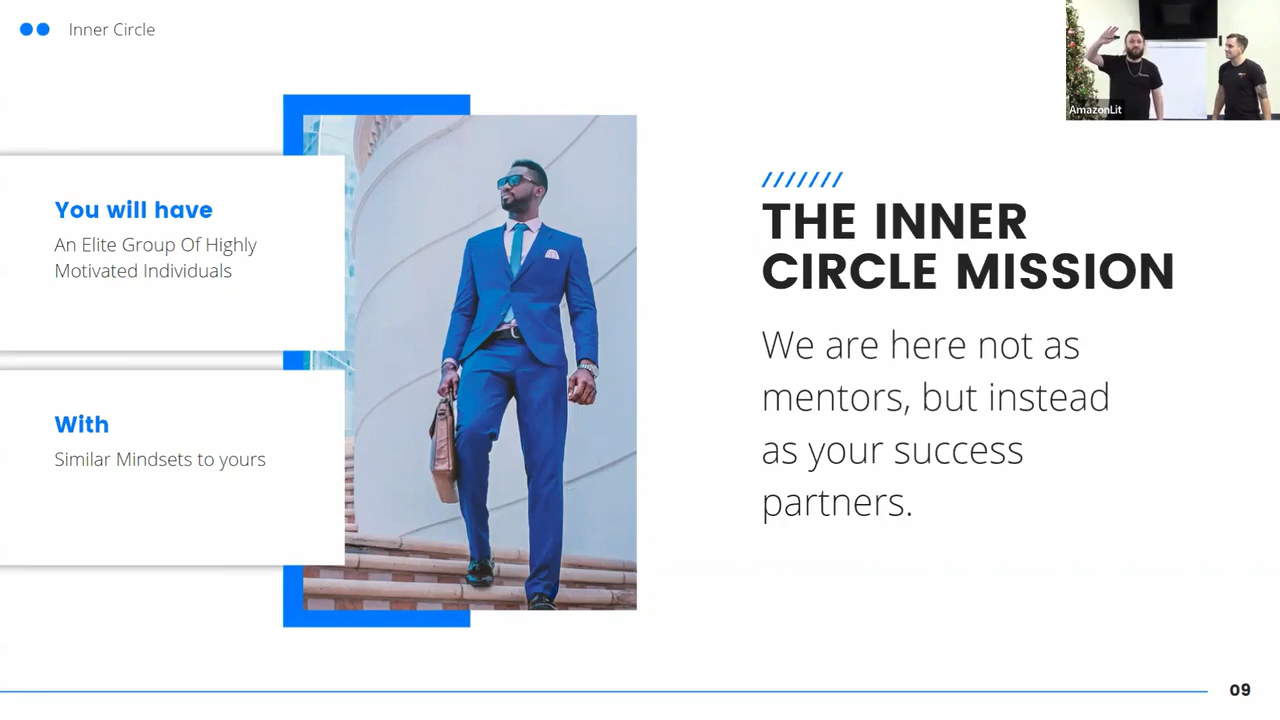 Inner Circle
AmazonLit
You will have
An Elite Group Of Highly
Motivated Individuals
With
Similar Mindsets to yours
THE INNER
CIRCLE MISSION
We are here not as
mentors, but instead
as your success
partners.
09